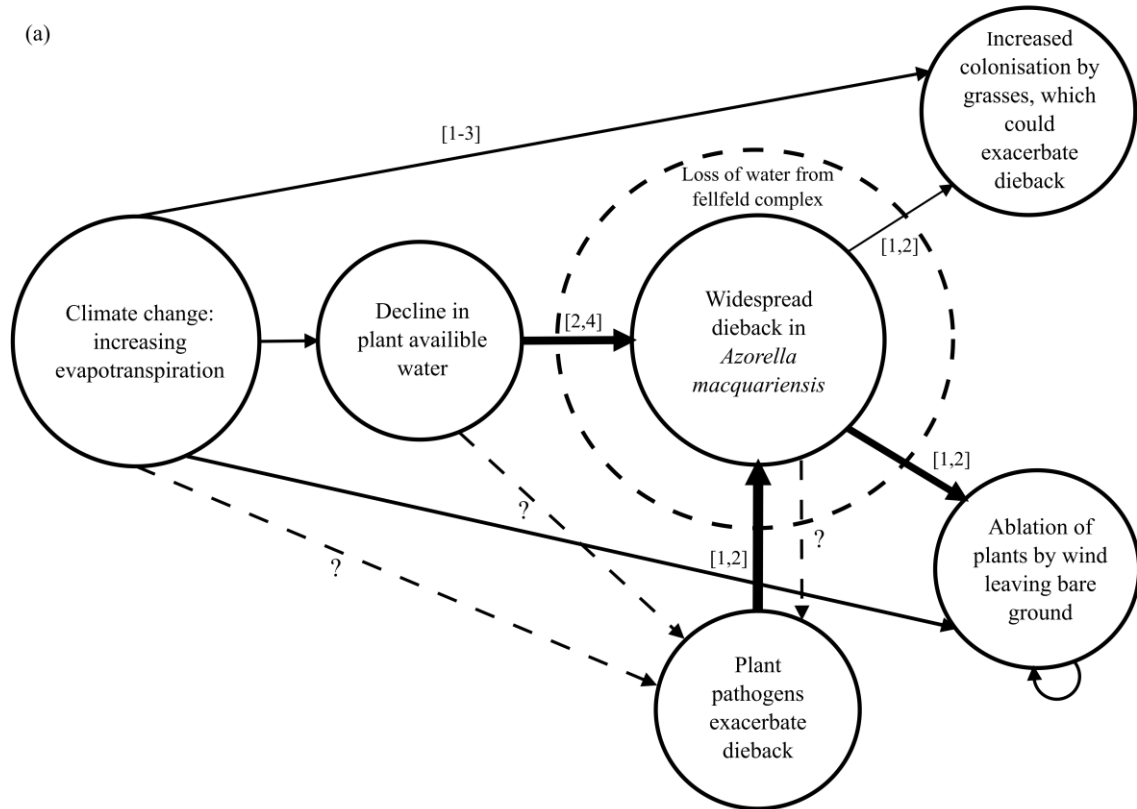 (a)
Increased
colonisation by
grasses, which
could
exacerbate
dieback
[1-3]
Loss of water from
fellfeld complex
[1,2]
Climate change:
increasing
evapotranspiration
Decline in
plant availible
water
[2,4]
Widespread
dieback in
Azorella
macquariensis
[1,2]
?
?
?
[1,2]
Ablation of
plants by wind
leaving bare
ground
Plant
pathogens
exacerbate
dieback